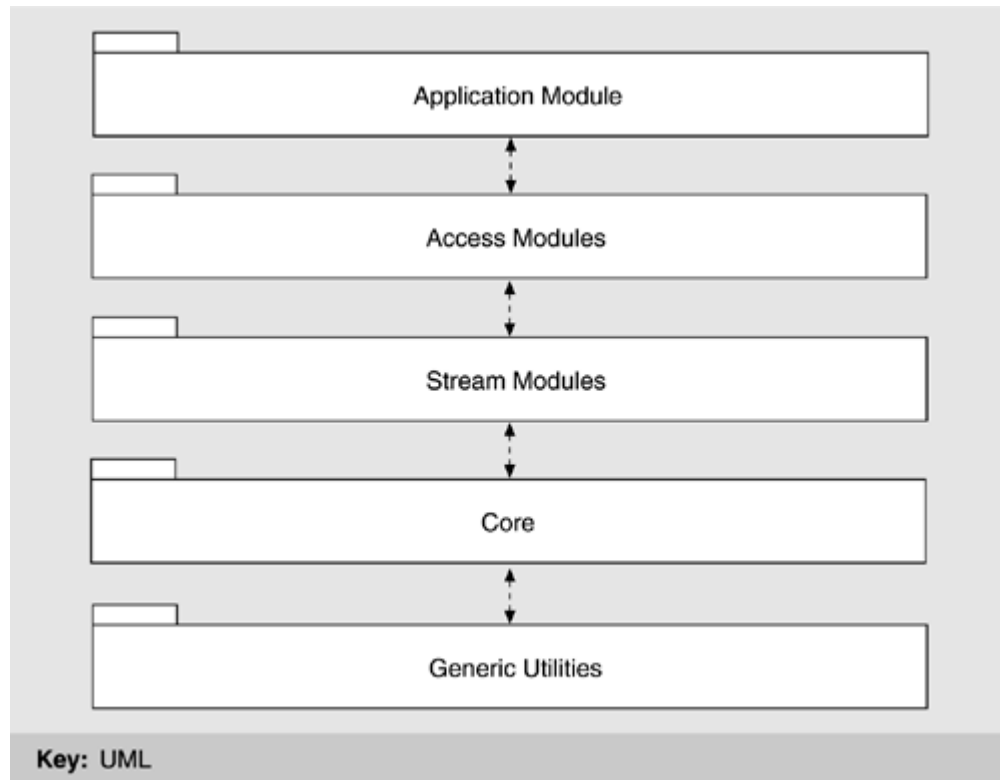 Application Module
Access Modules
Stream Modules
Core
Generic Utilities
Key: UML